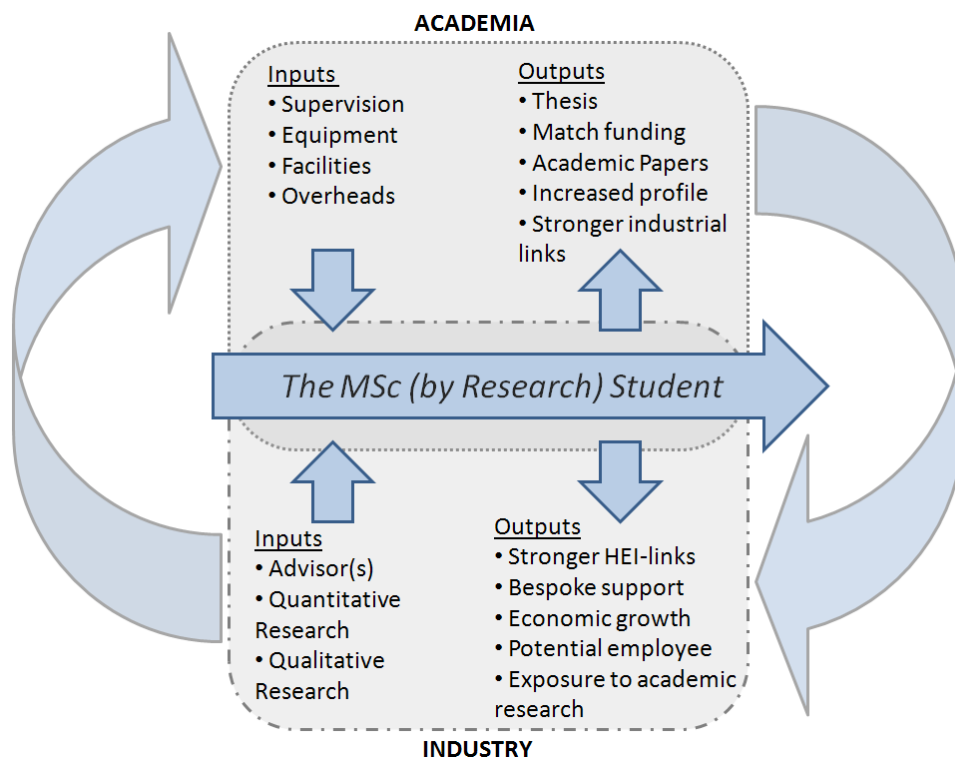 ACADEMIA
Inputs
• Supervision
• Equipment
• Facilities
• Overheads
Outputs
• Thesis
• Match funding
• Academic Papers
• Increased profile
• Stronger industrial
links
The MSc (by Research) Student
Inputs
• Advisor(s)
• Quantitative
Research
• Qualitative
Research
Outputs
• Stronger HEI-links
• Bespoke support
• Economic growth
• Potential employee
• Exposure to academic
research
INDUSTRY